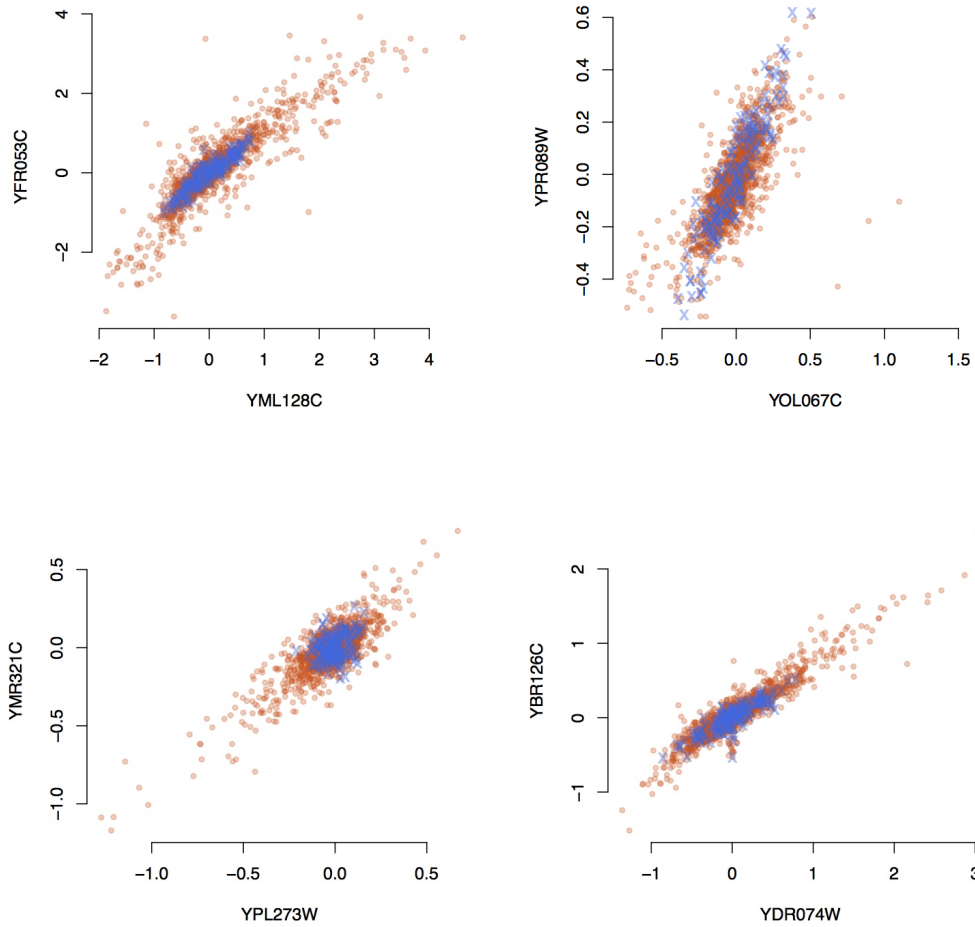 4
2
0
−2
YFR053C
−2 −1 0 1 2 3 4
YML128C
0.6
0.4
0.2
0.0
−0.2
−0.4
YPR089W
−0.5 0.0 0.5 1.0 1.5
YOL067C
0.5
0.0
−0.5
−1.0
YMR321C
−1.0 −0.5 0.0 0.5
YPL273W
2
1
0
−1
YBR126C
−1 0 1 2 3
YDR074W